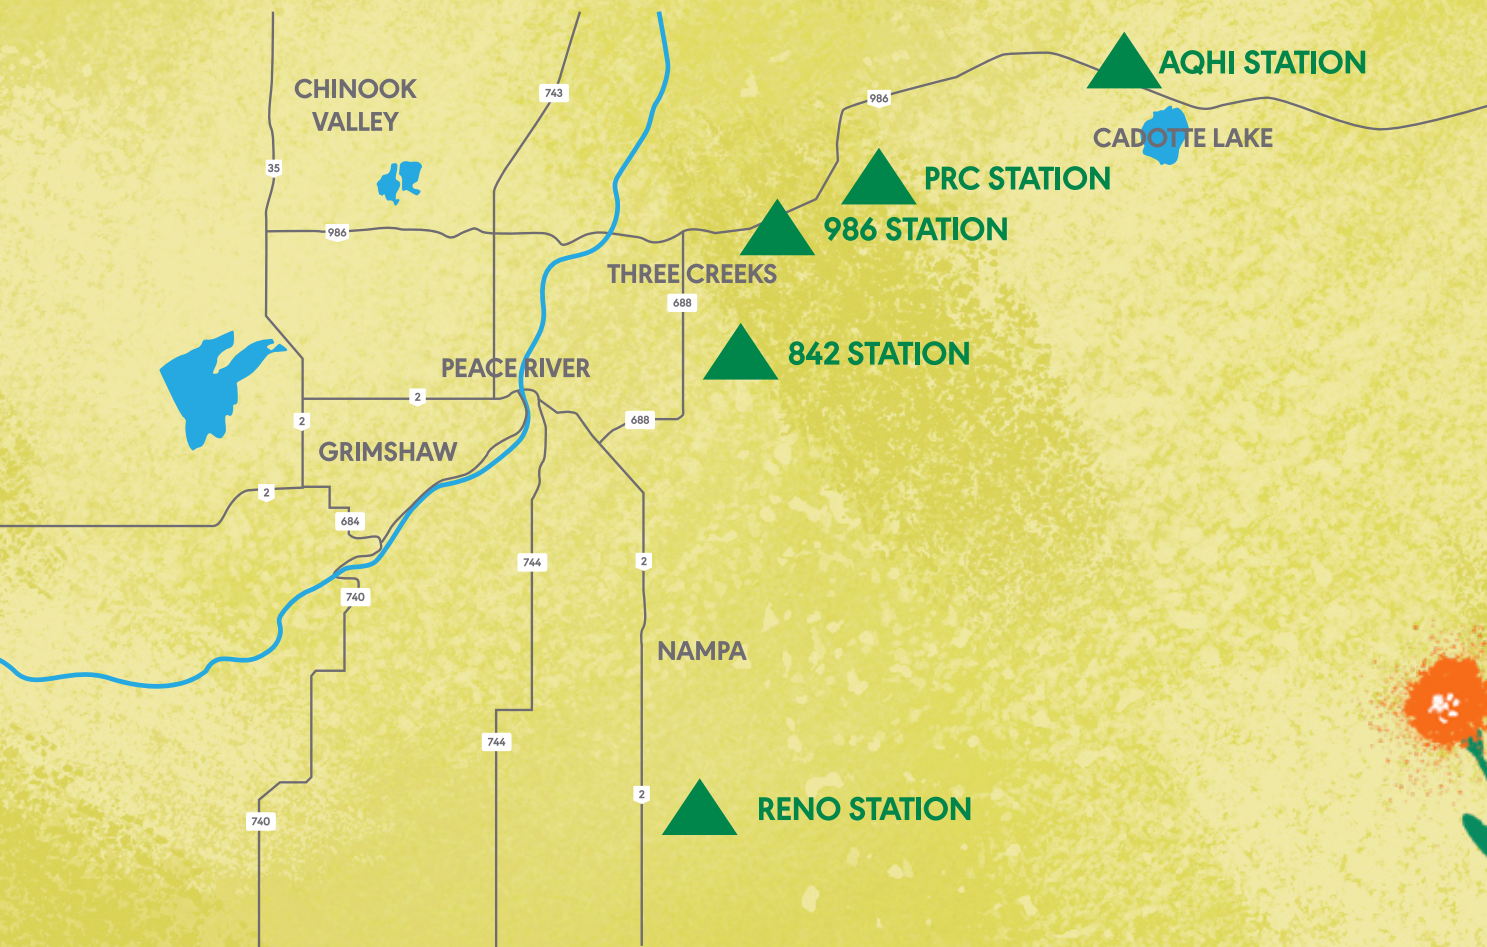 AQHI STATION
CHINOOK
VALLEY
743
986
CADOTTE LAKE
35
PRC STATION
986
986 STATION
THREE CREEKS
688
842 STATION
PEACE RIVER
2
2
688
GRIMSHAW
2
684
744
2
740
NAMPA
744
2
RENO STATION
740